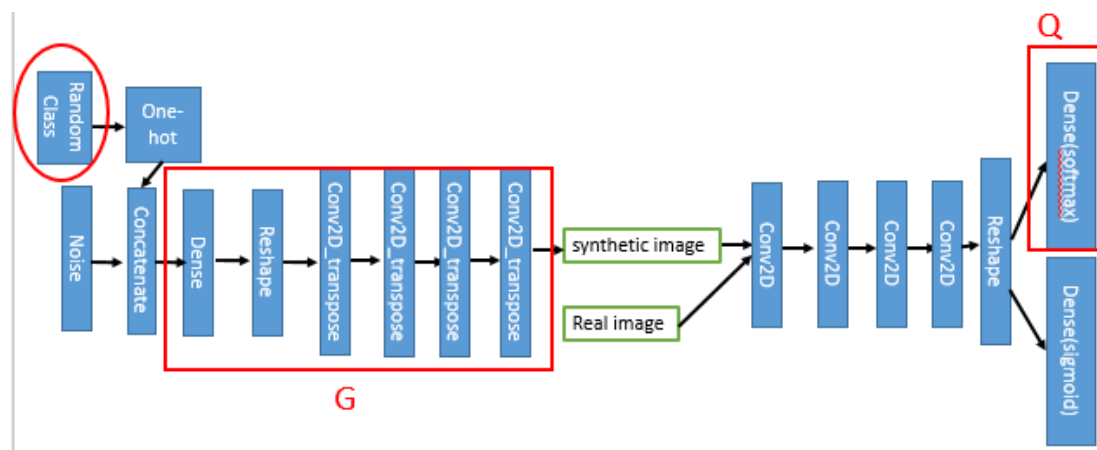 Q
Random
Class
One-
hot
Noise
Concatenate
Dense
Reshape
Conv2D_transpose
Conv2D_transpose
Conv2D_transpose
Conv2D_transpose
G
synthetic image
Real image
Conv2D
Conv2D
Conv2D
Conv2D
Reshape
Dense(softmax)
Dense(sigmoid)